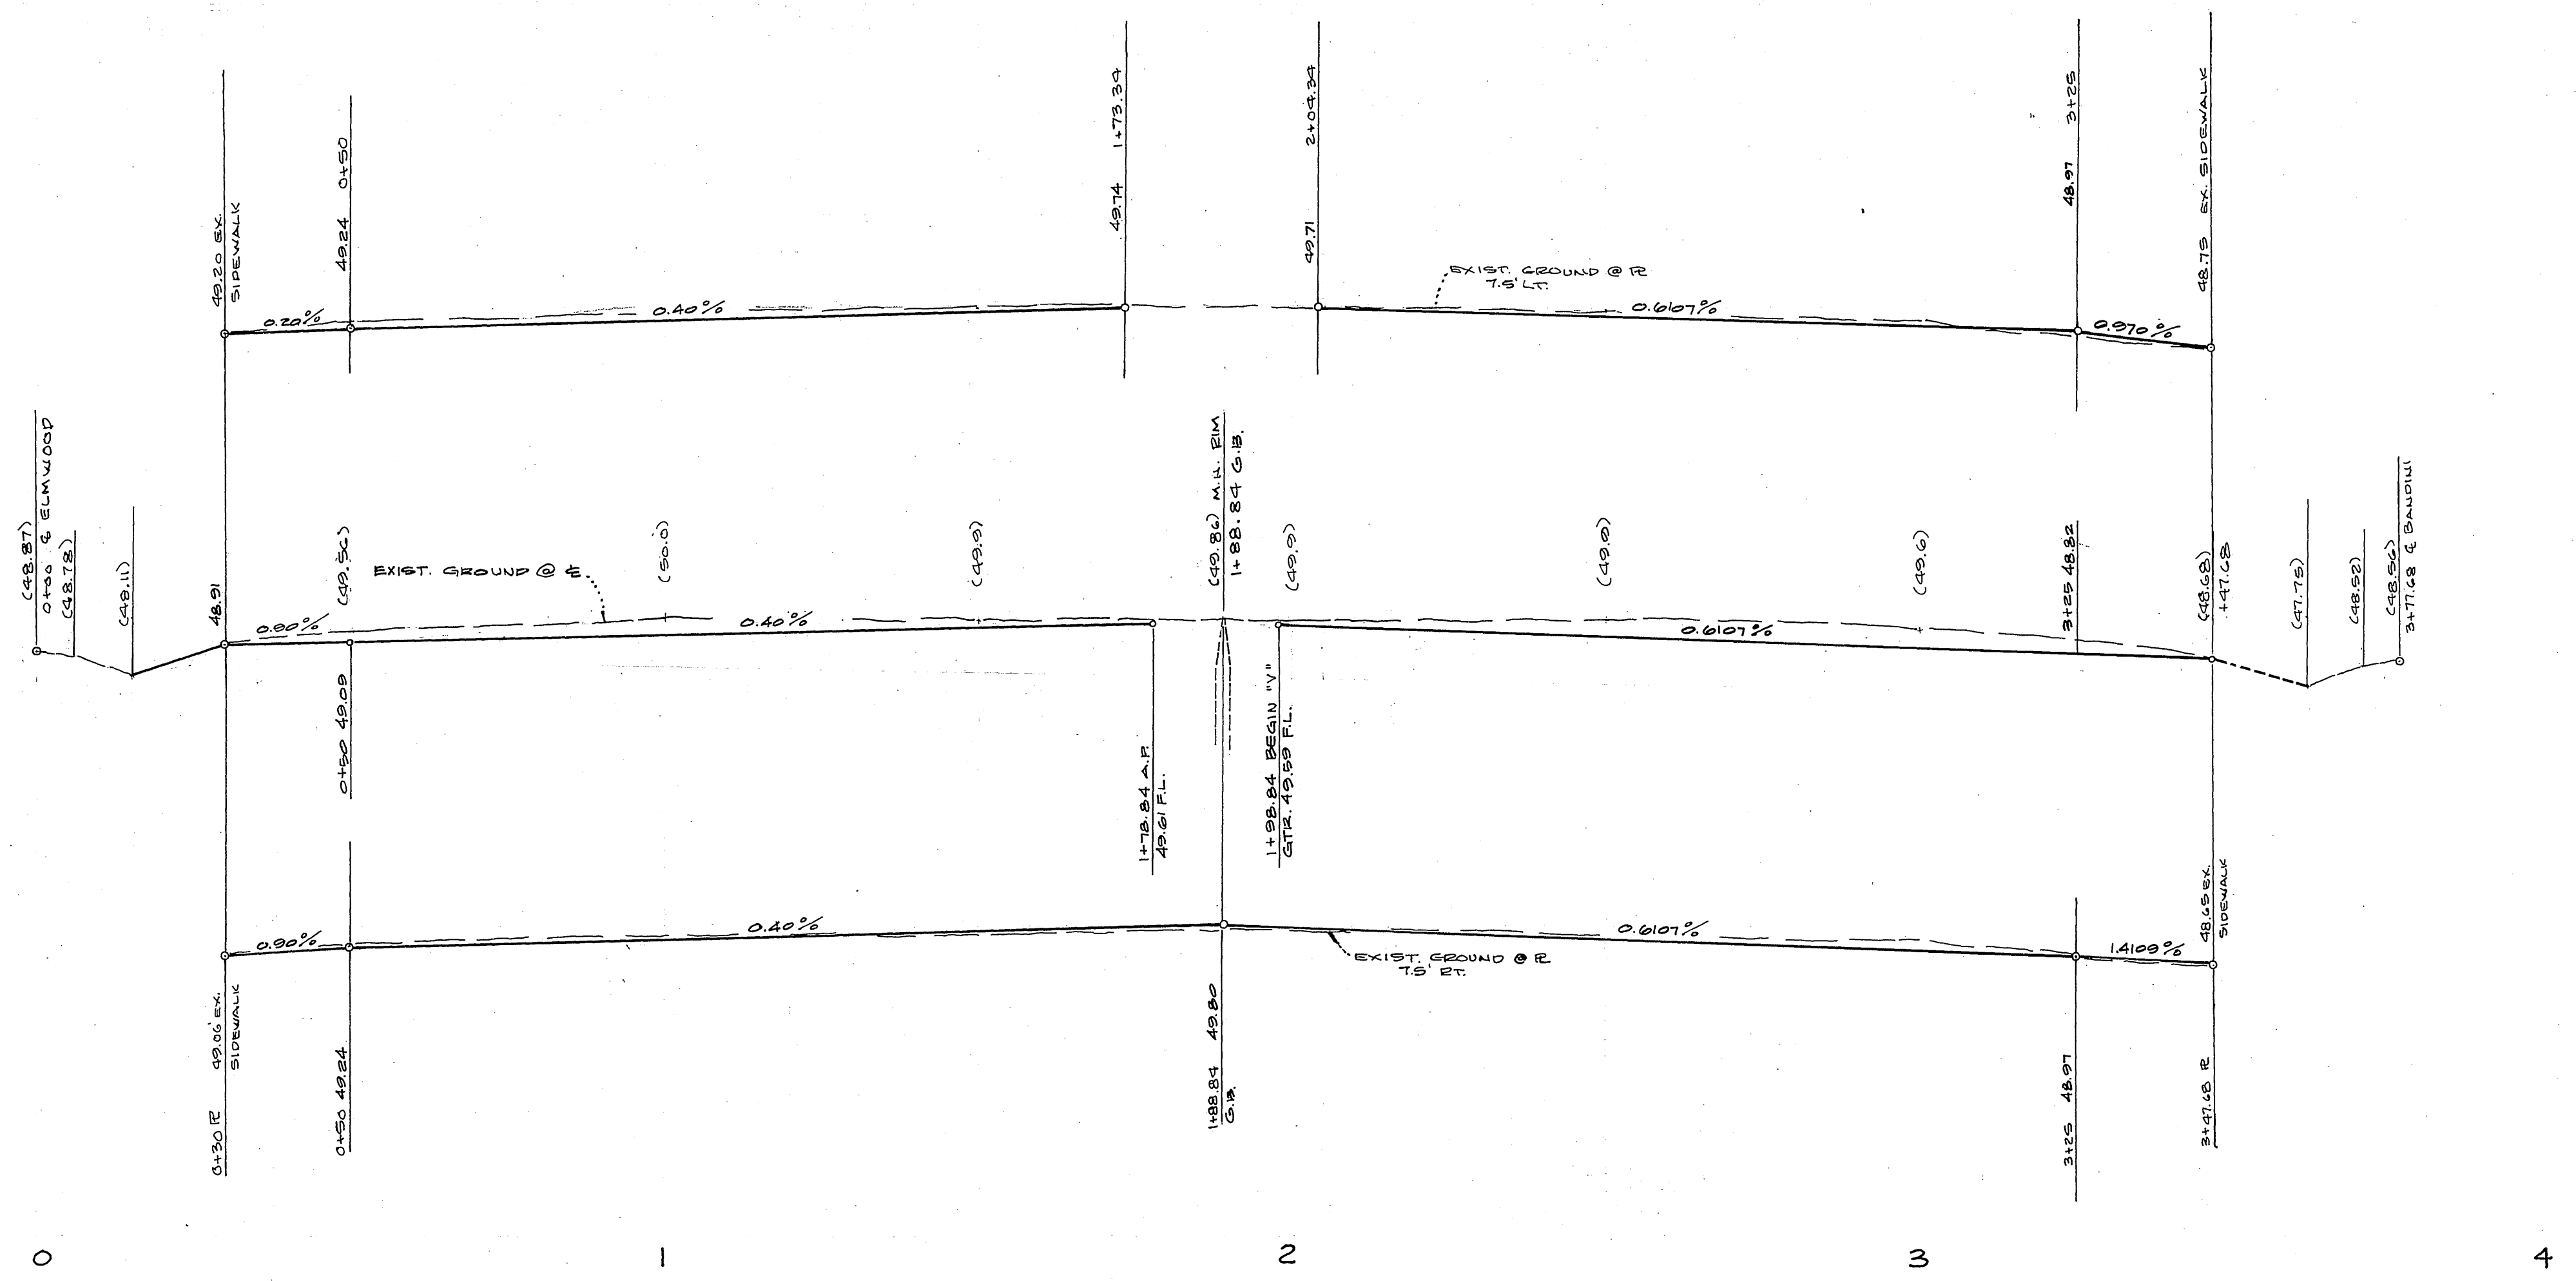 49.20 EX.
SIDEWALK
49.24 0+50
49.74 1+73.34
49.71 2+04.34
48.97 3+25
48.75 EX. SIDEWALK
0.20%
0.40%
EXIST. GROUND @ PL
7.5' LT.
0.6107%
0.970%
(48.87)
0+00 ℄ ELMWOOD
(48.78)
(48.11)
48.91
(49.56)
(50.0)
(49.9)
(49.86) M.H. RIM
1+88.84 G.B.
(49.9)
(49.9)
(49.6)
3+25 48.82
(48.68)
+47.68
(47.75)
(48.52)
(48.56)
3+77.68 ℄ BANDINI
EXIST. GROUND @ ℄
0.90%
0.40%
0.6107%
0+50 49.09
1+78.84 A.P.
49.61 F.L.
1+98.84 BEGIN "V"
GTR. 49.59 F.L.
0.90%
0.40%
0.6107%
1.4109%
EXIST. GROUND @ PL
7.5' RT.
48.65 EX.
SIDEWALK
0+30 PL 49.06' EX.
SIDEWALK
0+50 49.24
1+88.84 49.80
G.B.
3+25 48.97
3+47.68 PL
0 1 2 3 4